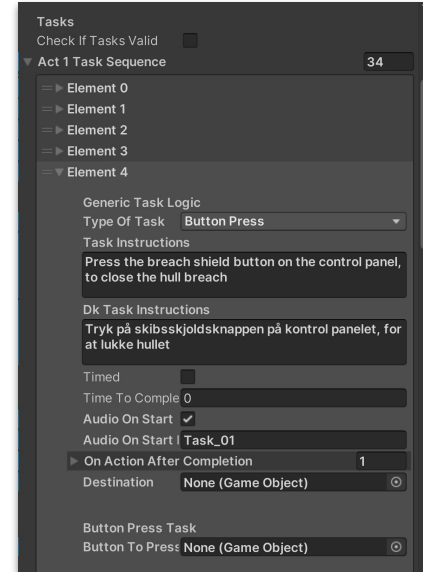 Tasks
Check If Tasks Valid
Act 1 Task Sequence 34
Element 0
Element 1
Element 2
Element 3
Element 4
Generic Task Logic
Type Of Task Button Press
Task Instructions
Press the breach shield button on the control panel,
to close the hull breach
Dk Task Instructions
Tryk på skibsskjoldsknappen på kontrol panelet, for
at lukke hullet
Timed
Time To Comple 0
Audio On Start
Audio On Start I Task_01
On Action After Completion 1
Destination None (Game Object)
Button Press Task
Button To Press None (Game Object)